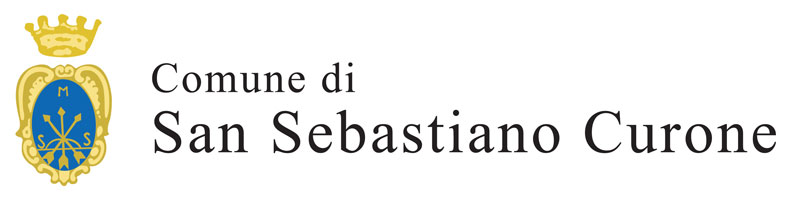 M
S S
Comune di
San Sebastiano Curone